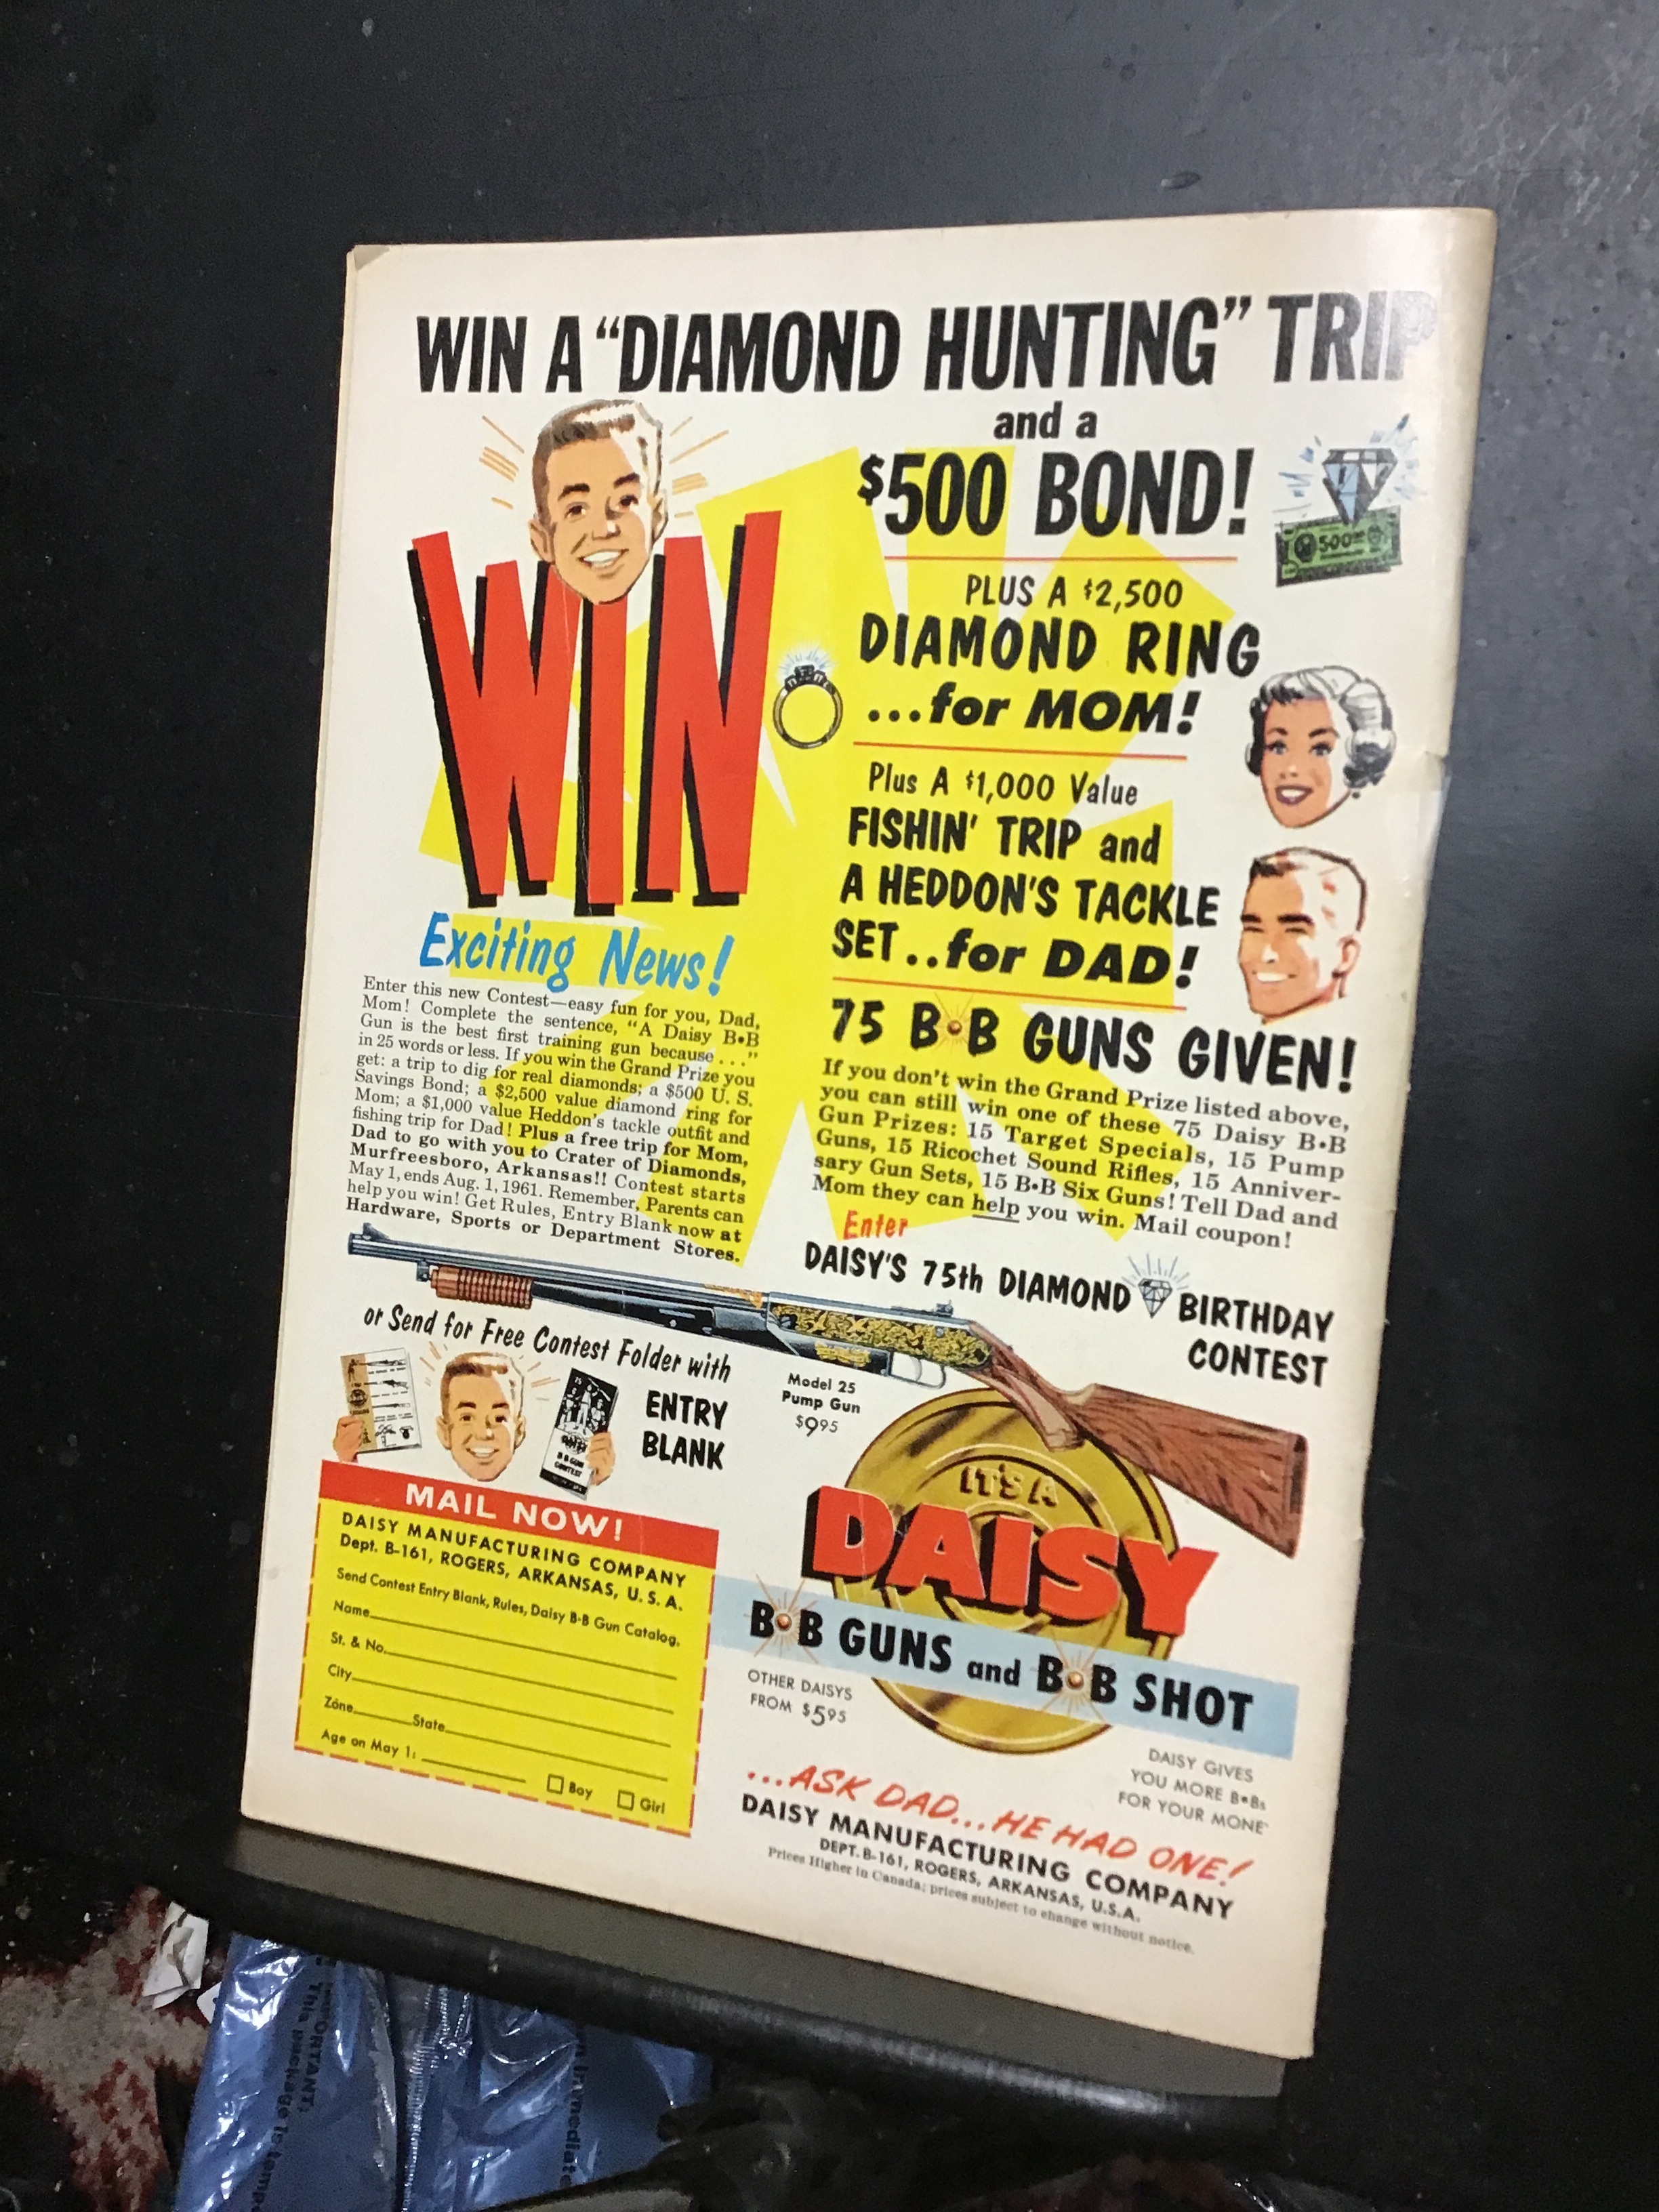 WIN A "DIAMOND HUNTING" TRIP
and a
$500 BOND!
500
PLUS A $2,500
DIAMOND RING
...for MOM!
Plus A $1,000 Value
FISHIN' TRIP and
A HEDDON'S TACKLE
SET..for DAD!
WIN
Exciting News!
Enter this new Contest—easy fun for you, Dad,
Mom! Complete the sentence, "A Daisy B•B
Gun is the best first training gun because . . ."
in 25 words or less. If you win the Grand Prize you
get: a trip to dig for real diamonds; a $500 U. S.
Savings Bond; a $2,500 value diamond ring for
Mom; a $1,000 value Heddon's tackle outfit and
fishing trip for Dad! Plus a free trip for Mom,
Dad to go with you to Crater of Diamonds,
Murfreesboro, Arkansas!! Contest starts
May 1, ends Aug. 1, 1961. Remember, Parents can
help you win! Get Rules, Entry Blank now at
Hardware, Sports or Department Stores.
75 B•B GUNS GIVEN!
If you don't win the Grand Prize listed above,
you can still win one of these 75 Daisy B•B
Gun Prizes: 15 Target Specials, 15 Pump
Guns, 15 Ricochet Sound Rifles, 15 Anniver-
sary Gun Sets, 15 B•B Six Guns! Tell Dad and
Mom they can help you win. Mail coupon!
Enter
DAISY'S 75th DIAMOND BIRTHDAY
CONTEST
or Send for Free Contest Folder with
ENTRY
BLANK
B B GUN
CONTEST
Model 25
Pump Gun
$9.95
MAIL NOW!
DAISY MANUFACTURING COMPANY
Dept. B-161, ROGERS, ARKANSAS, U. S. A.
Send Contest Entry Blank, Rules, Daisy B•B Gun Catalog.
Name
St. & No.
City
Zone State
Age on May 1: Boy Girl
IT'S A
DAISY
B•B GUNS and B•B SHOT
OTHER DAISYS
FROM $5.95
DAISY GIVES
YOU MORE B•Bs
FOR YOUR MONE
...ASK DAD...HE HAD ONE!
DAISY MANUFACTURING COMPANY
DEPT. B-161, ROGERS, ARKANSAS, U.S.A.
Prices Higher in Canada; prices subject to change without notice.
This package is